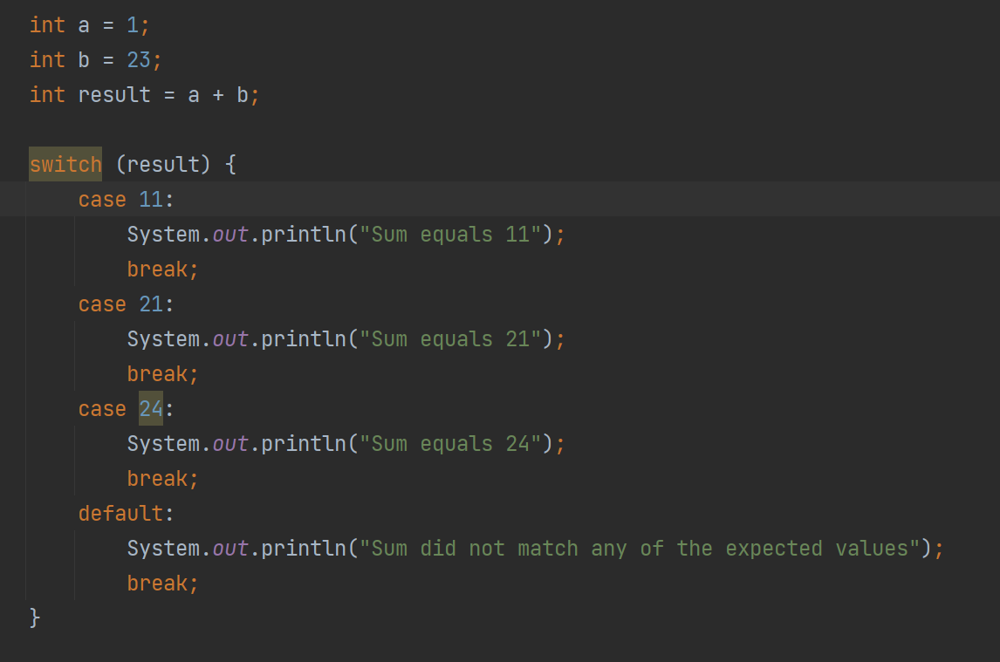 int a = 1;
int b = 23;
int result = a + b;

switch (result) {
    case 11:
        System.out.println("Sum equals 11");
        break;
    case 21:
        System.out.println("Sum equals 21");
        break;
    case 24:
        System.out.println("Sum equals 24");
        break;
    default:
        System.out.println("Sum did not match any of the expected values");
        break;
}